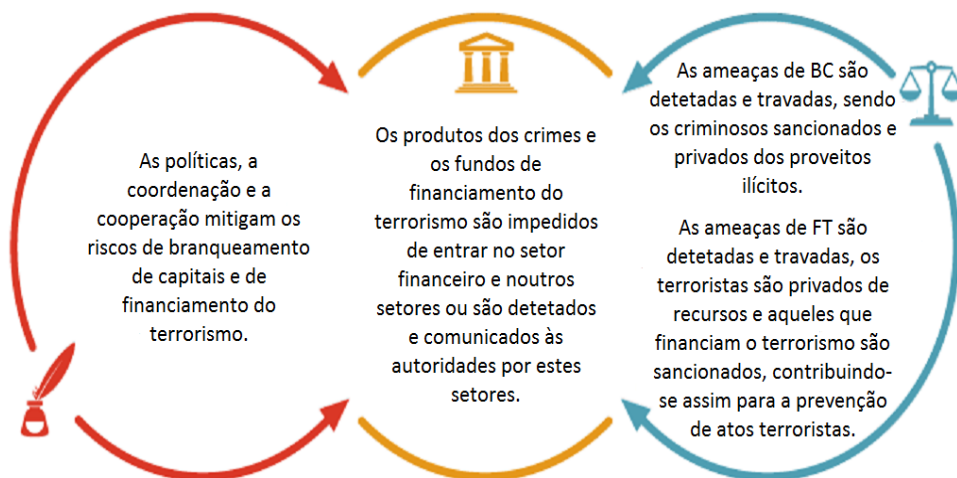 As políticas, a
coordenação e a
cooperação mitigam os
riscos de branqueamento
de capitais e de
financiamento do
terrorismo.
Os produtos dos crimes e
os fundos de
financiamento do
terrorismo são impedidos
de entrar no setor
financeiro e noutros
setores ou são detetados
e comunicados às
autoridades por estes
setores.
As ameaças de BC são
detetadas e travadas, sendo
os criminosos sancionados e
privados dos proveitos
ilícitos.
As ameaças de FT são
detetadas e travadas, os
terroristas são privados de
recursos e aqueles que
financiam o terrorismo são
sancionados, contribuindo-
se assim para a prevenção
de atos terroristas.